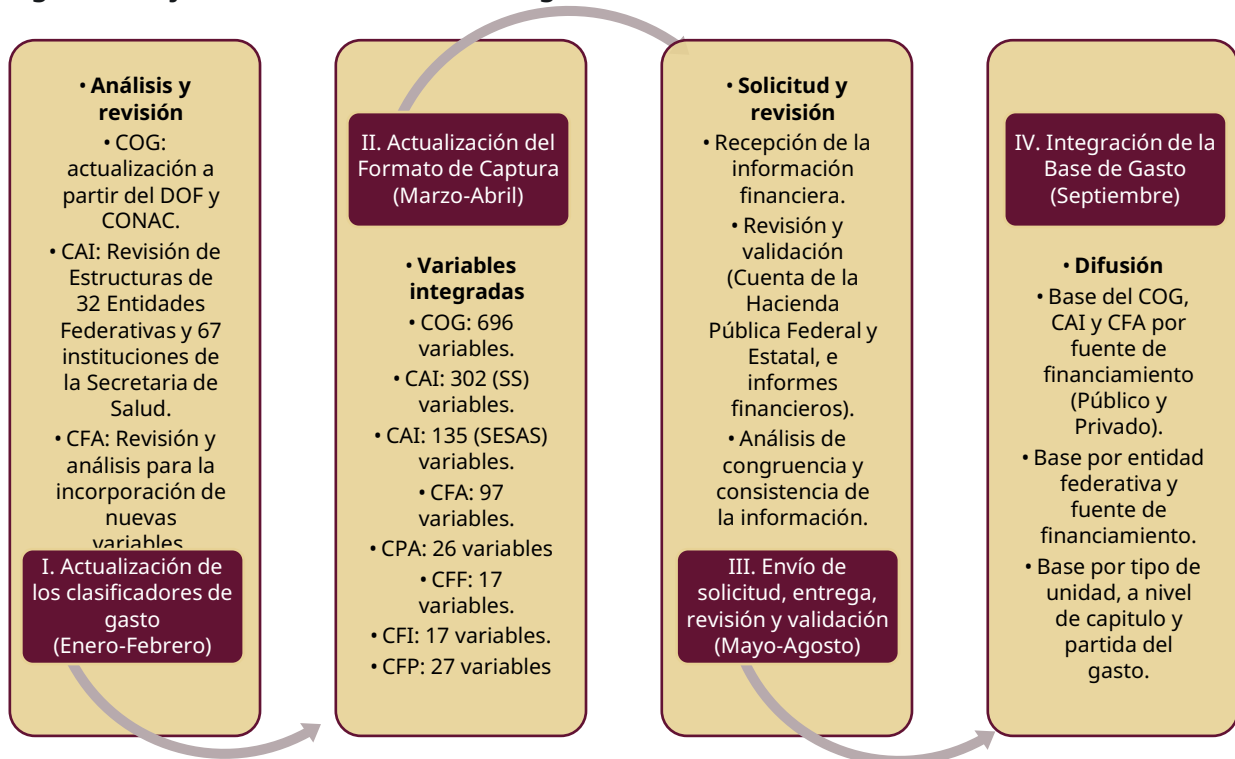 • Análisis y
revisión
• COG:
actualización a
partir del DOF y
CONAC.
• CAI: Revisión de
Estructuras de
32 Entidades
Federativas y 67
instituciones de
la Secretaria de
Salud.
• CFA: Revisión y
análisis para la
incorporación de
nuevas
variables
I. Actualización de
los clasificadores de
gasto
(Enero-Febrero)
II. Actualización del
Formato de Captura
(Marzo-Abril)
• Variables
integradas
• COG: 696
variables.
• CAI: 302 (SS)
variables.
• CAI: 135 (SESAS)
variables.
• CFA: 97
variables.
• CPA: 26 variables
• CFF: 17
variables.
• CFI: 17 variables.
• CFP: 27 variables
• Solicitud y
revisión
• Recepción de la
información
financiera.
• Revisión y
validación
(Cuenta de la
Hacienda
Pública Federal y
Estatal, e
informes
financieros).
• Análisis de
congruencia y
consistencia de
la información.
III. Envío de
solicitud, entrega,
revisión y validación
(Mayo-Agosto)
IV. Integración de la
Base de Gasto
(Septiembre)
• Difusión
• Base del COG,
CAI y CFA por
fuente de
financiamiento
(Público y
Privado).
• Base por entidad
federativa y
fuente de
financiamiento.
• Base por tipo de
unidad, a nivel
de capitulo y
partida del
gasto.